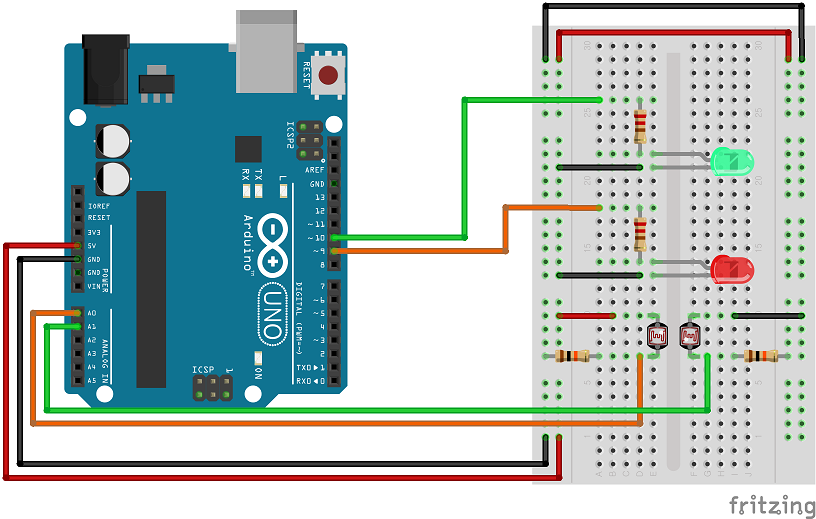 RESET
ICSP2
AREF
GND
13
12
~11
~10
~9
8
7
~6
~5
4
~3
2
TXD▶1
RXD◀0
DIGITAL (PWM=~)
IOREF
RESET
3V3
5V
GND
GND
VIN
POWER
A0
A1
A2
A3
A4
A5
ANALOG IN
RX
TX
L
Arduino™
UNO
ON
ICSP
1
30
25
20
15
10
5
1
30
25
20
15
10
5
1
A B C D E F G H I J
fritzing